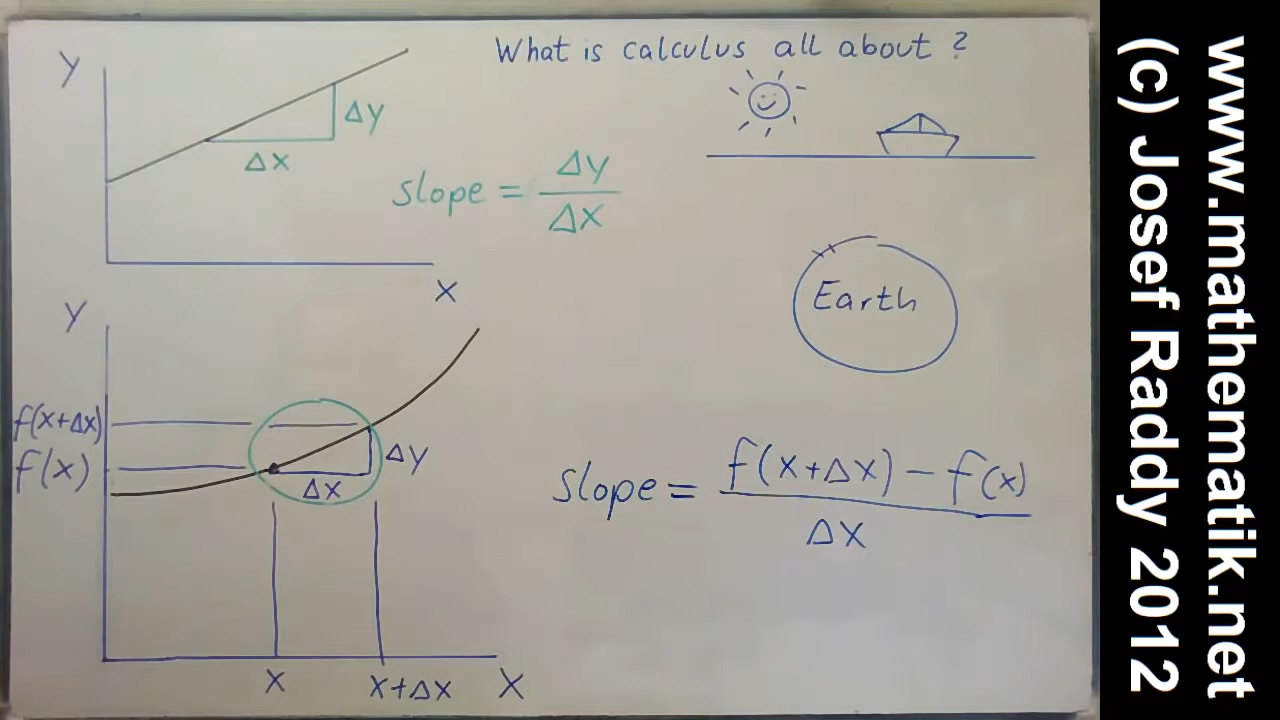 What is calculus all about ?
y
Δy
Δx
slope = Δy
Δx
x
Earth
y
f(x+Δx)
f(x)
Δy
Δx
slope = f(x+Δx) - f(x)
Δx
x
x+Δx
x
www.mathematik.net
(c) Josef Raddy 2012